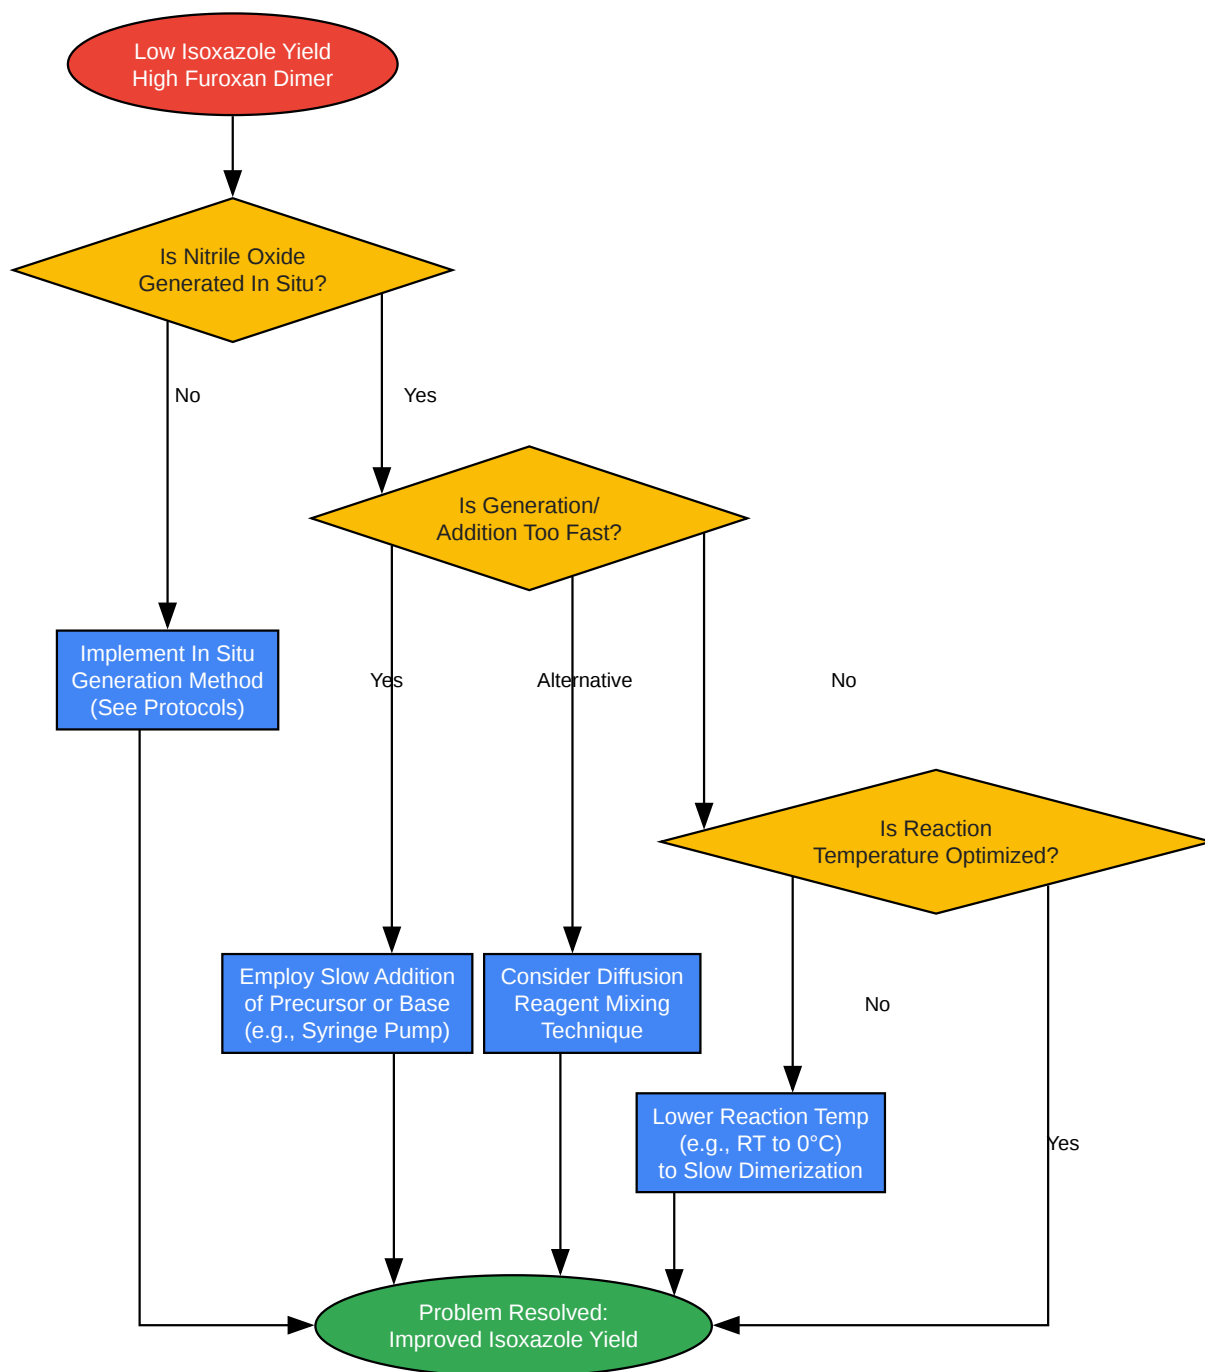 Low Isoxazole Yield
High Furoxan Dimer
Is Nitrile Oxide
Generated In Situ?
No
Yes
Is Generation/
Addition Too Fast?
Implement In Situ
Generation Method
(See Protocols)
Yes
Alternative
No
Is Reaction
Temperature Optimized?
Employ Slow Addition
of Precursor or Base
(e.g., Syringe Pump)
Consider Diffusion
Reagent Mixing
Technique
No
Lower Reaction Temp
(e.g., RT to 0°C)
to Slow Dimerization
Yes
Problem Resolved:
Improved Isoxazole Yield